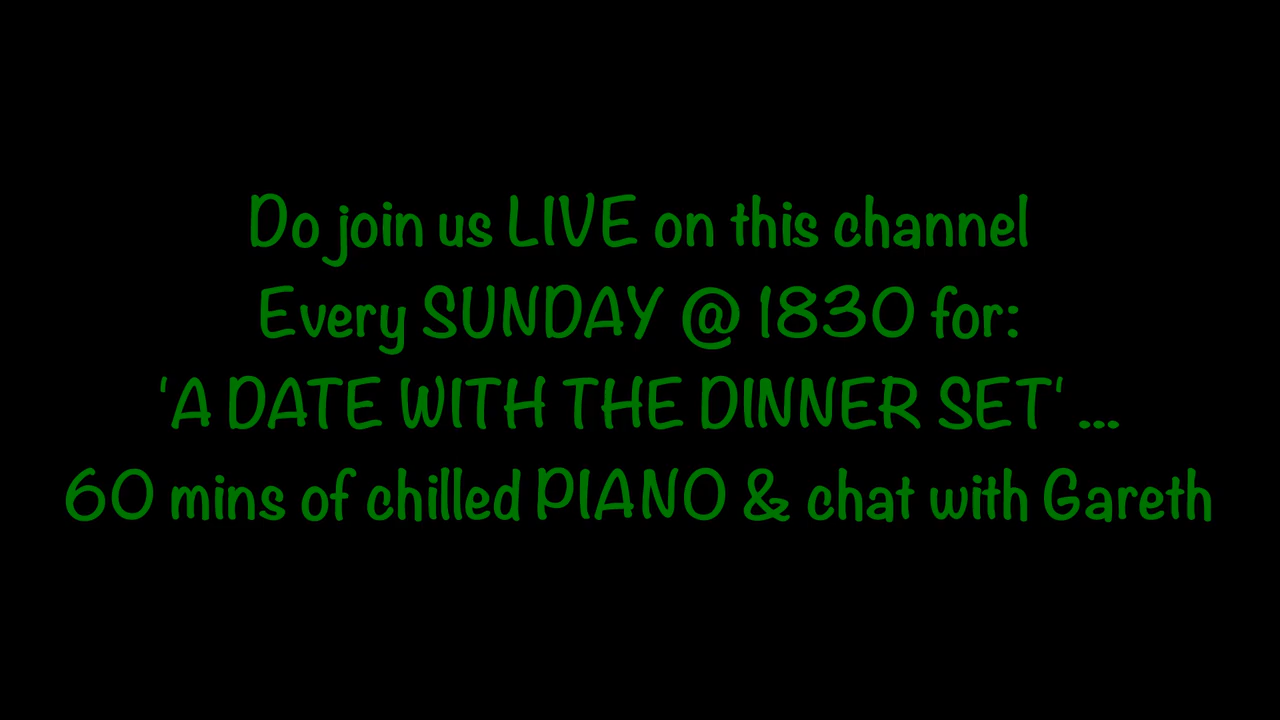 Do join us LIVE on this channel
Every SUNDAY @ 1830 for:
'A DATE WITH THE DINNER SET' ...
60 mins of chilled PIANO & chat with Gareth